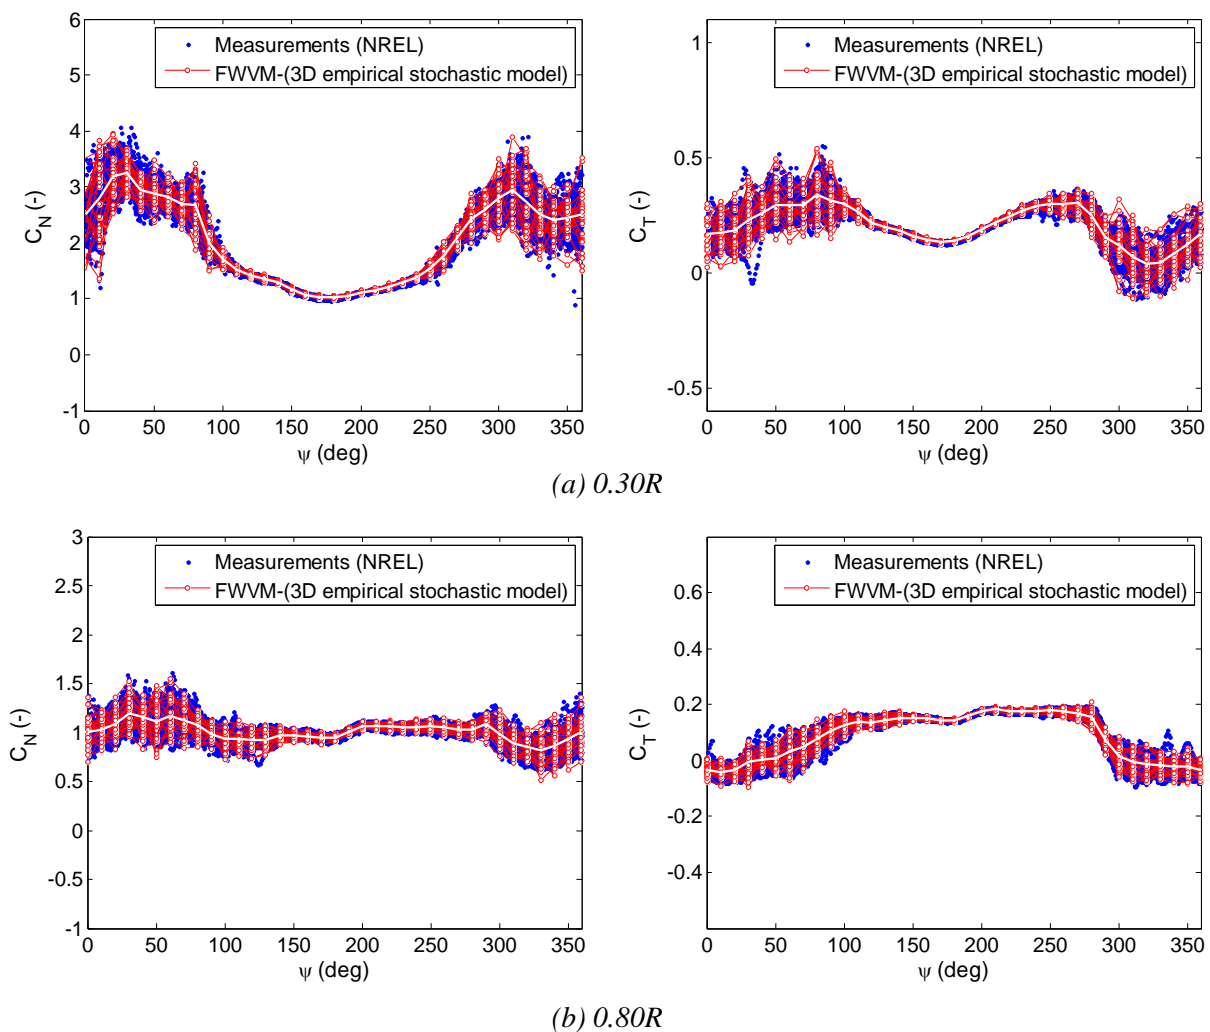 6
5
4
3
2
1
0
-1
C_N (-)
Measurements (NREL)
FWVM-(3D empirical stochastic model)
0 50 100 150 200 250 300 350
ψ (deg)
1
0.5
0
-0.5
C_T (-)
Measurements (NREL)
FWVM-(3D empirical stochastic model)
0 50 100 150 200 250 300 350
ψ (deg)
(a) 0.30R
3
2.5
2
1.5
1
0.5
0
-0.5
-1
C_N (-)
Measurements (NREL)
FWVM-(3D empirical stochastic model)
0 50 100 150 200 250 300 350
ψ (deg)
0.6
0.4
0.2
0
-0.2
-0.4
C_T (-)
Measurements (NREL)
FWVM-(3D empirical stochastic model)
0 50 100 150 200 250 300 350
ψ (deg)
(b) 0.80R